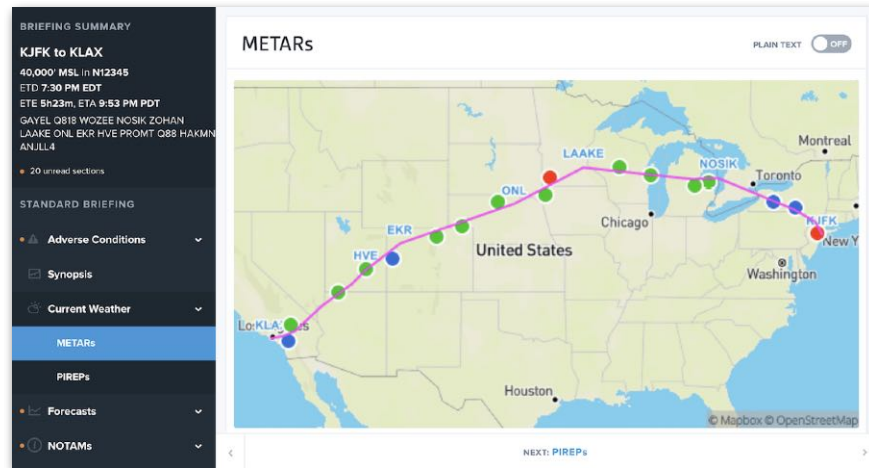 BRIEFING SUMMARY
KJFK to KLAX
40,000' MSL in N12345
ETD 7:30 PM EDT
ETE 5h23m, ETA 9:53 PM PDT
GAYEL Q818 WOZEE NOSIK ZOHAN
LAAKE ONL EKR HVE PROMT Q88 HAKMN
ANJLL4
20 unread sections
STANDARD BRIEFING
Adverse Conditions
Synopsis
Current Weather
METARs
PIREPs
Forecasts
NOTAMs
METARs
PLAIN TEXT OFF
Montreal
LAAKE
NOSIK
Toronto
ONL
Chicago
EKR
KJFK
New Y
HVE
United States
Washington
KLA
Houston
© Mapbox © OpenStreetMap
NEXT: PIREPs